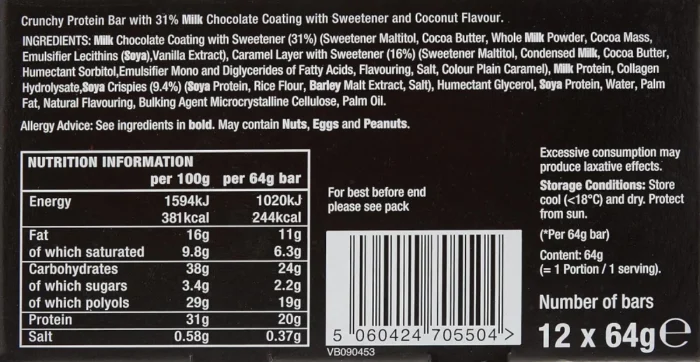 Crunchy Protein Bar with 31% Milk Chocolate Coating with Sweetener and Coconut Flavour.
INGREDIENTS: Milk Chocolate Coating with Sweetener (31%) (Sweetener Maltitol, Cocoa Butter, Whole Milk Powder, Cocoa Mass,
Emulsifier Lecithins (Soya),Vanilla Extract), Caramel Layer with Sweetener (16%) (Sweetener Maltitol, Condensed Milk, Cocoa Butter,
Humectant Sorbitol,Emulsifier Mono and Diglycerides of Fatty Acids, Flavouring, Salt, Colour Plain Caramel), Milk Protein, Collagen
Hydrolysate,Soya Crispies (9.4%) (Soya Protein, Rice Flour, Barley Malt Extract, Salt), Humectant Glycerol, Soya Protein, Water, Palm
Fat, Natural Flavouring, Bulking Agent Microcrystalline Cellulose, Palm Oil.
Allergy Advice: See ingredients in bold. May contain Nuts, Eggs and Peanuts.
NUTRITION INFORMATION
per 100g per 64g bar
Energy 1594kJ 1020kJ
381kcal 244kcal
Fat 16g 11g
of which saturated 9.8g 6.3g
Carbohydrates 38g 24g
of which sugars 3.4g 2.2g
of which polyols 29g 19g
Protein 31g 20g
Salt 0.58g 0.37g
For best before end
please see pack
5 060424 705504 >
VB090453
Excessive consumption may
produce laxative effects.
Storage Conditions: Store
cool (<18°C) and dry. Protect
from sun.
(*Per 64g bar)
Content: 64g
(= 1 Portion / 1 serving).
Number of bars
12 x 64g e